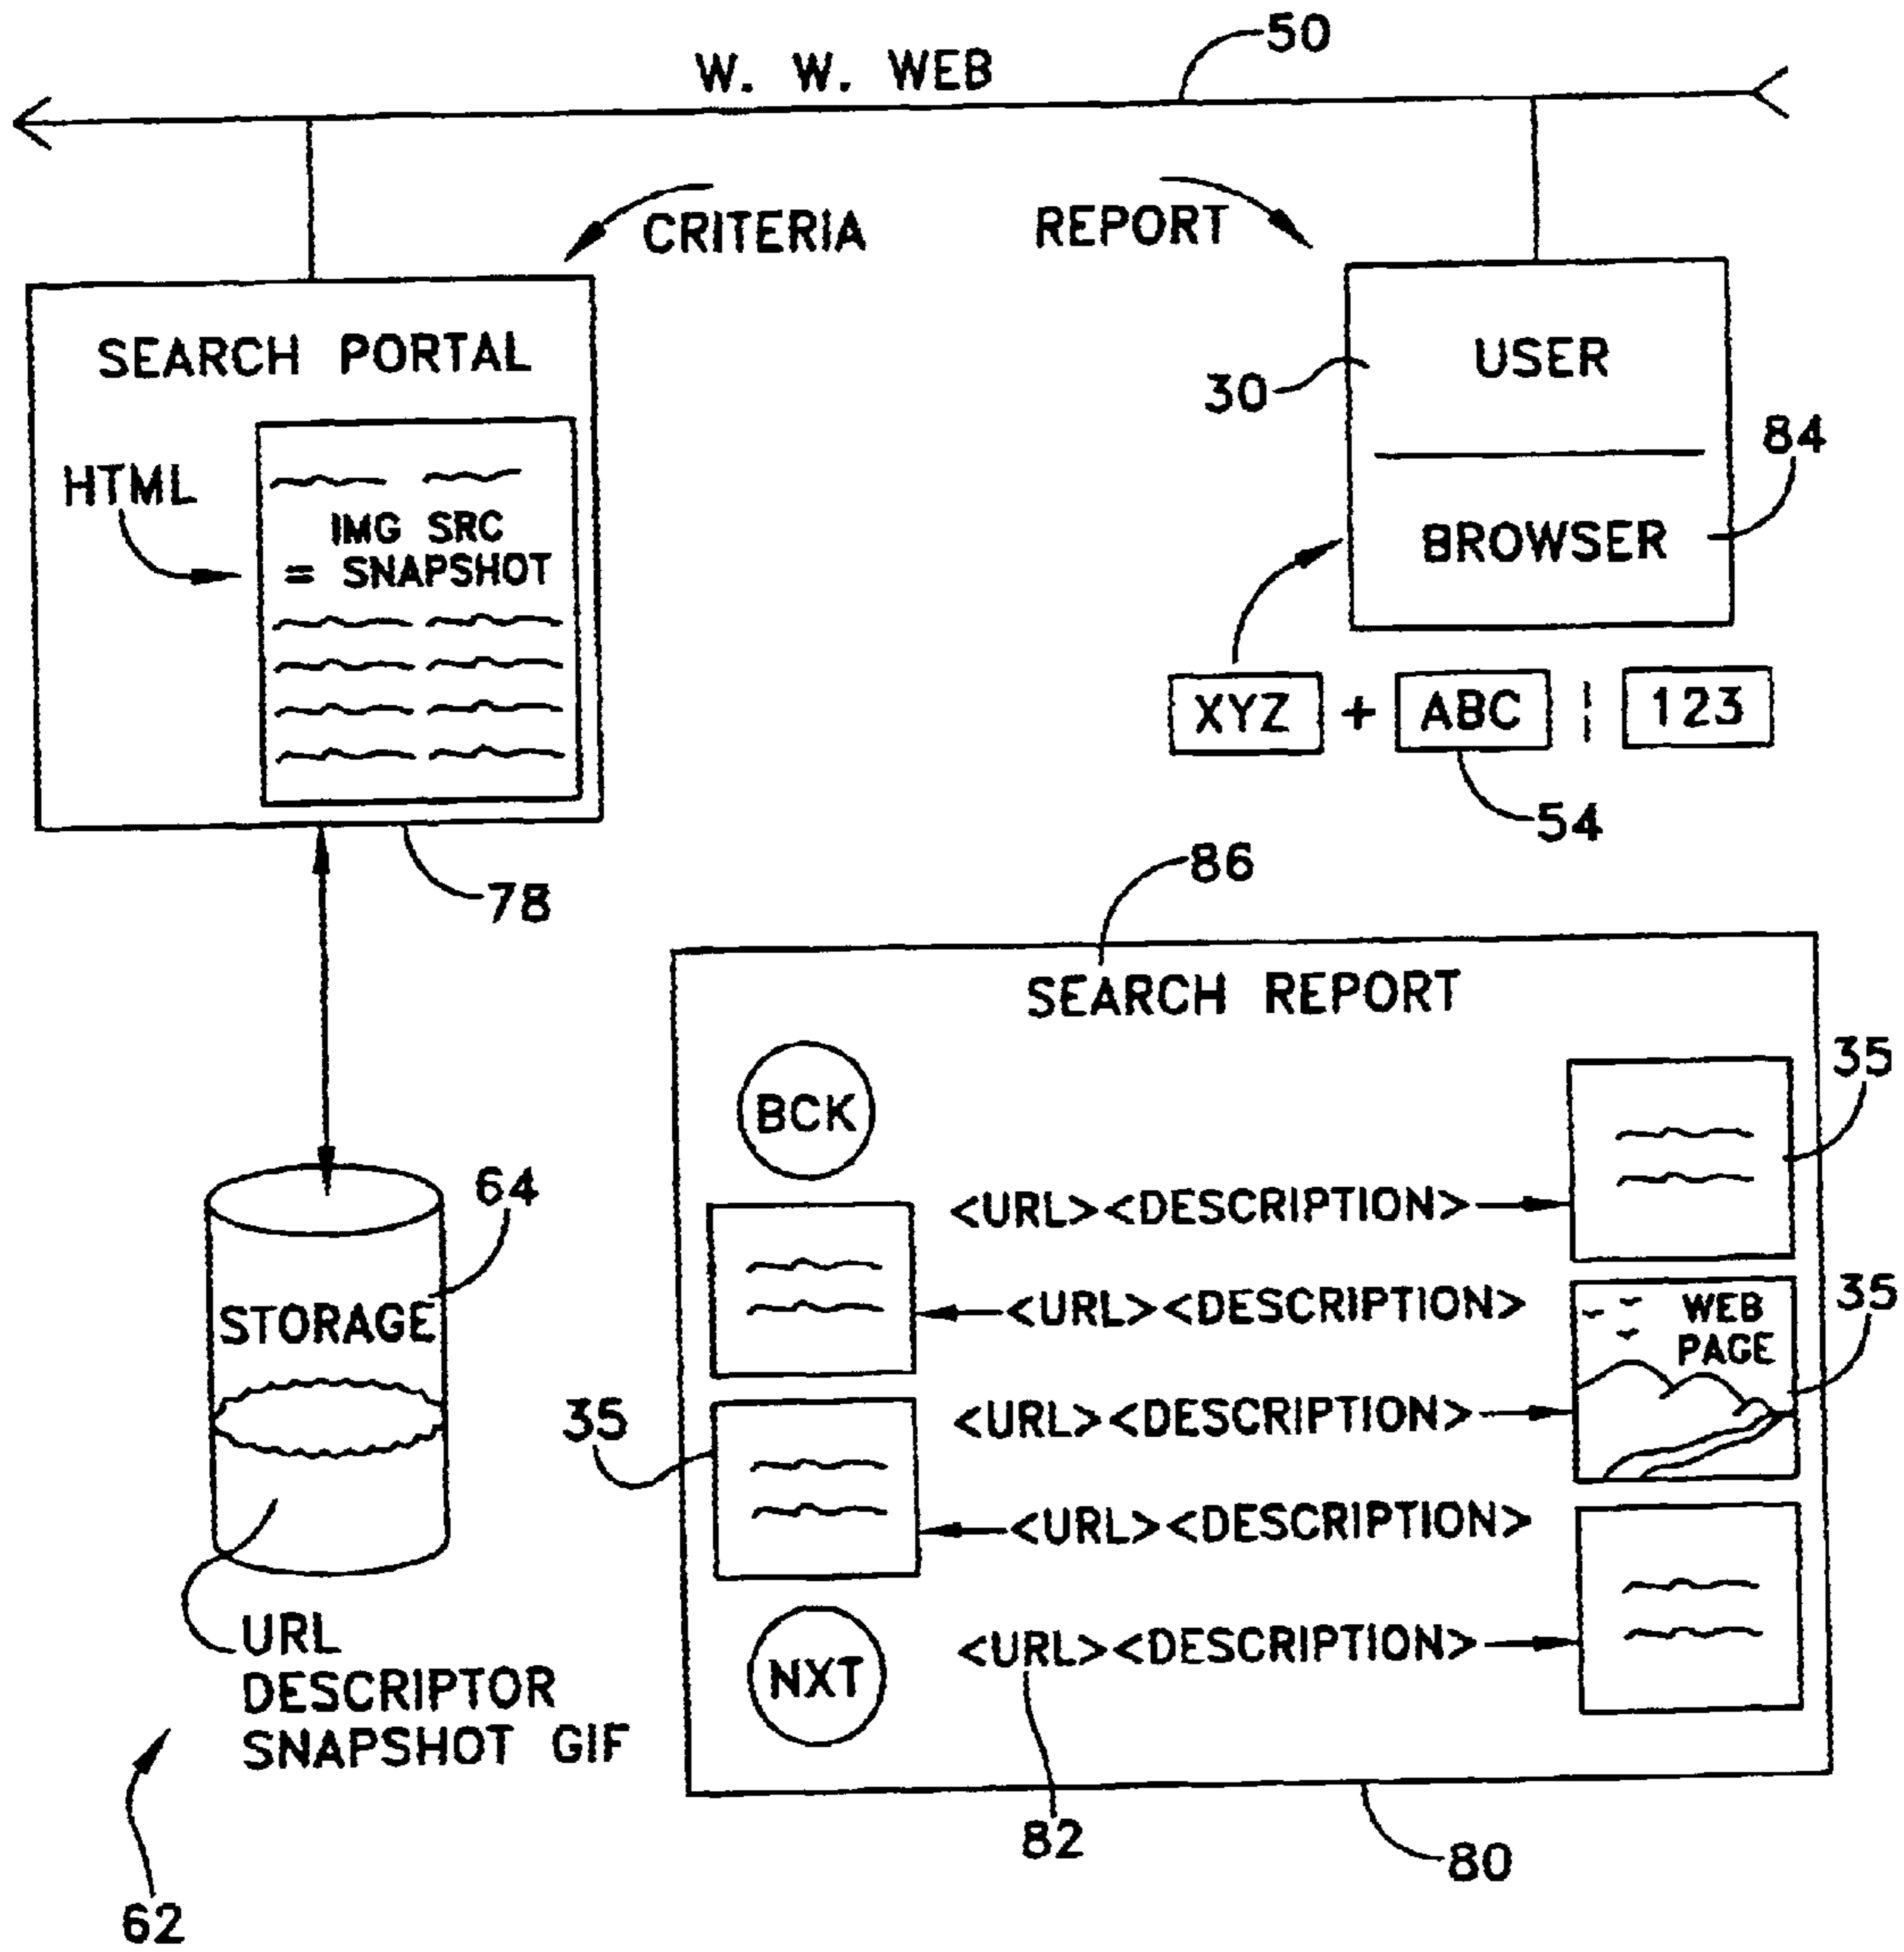 50
W. W. WEB
CRITERIA
REPORT
SEARCH PORTAL
HTML
IMG SRC
= SNAPSHOT
78
30
USER
BROWSER
84
XYZ + ABC ¦ 123
54
64
STORAGE
URL
DESCRIPTOR
SNAPSHOT GIF
62
86
SEARCH REPORT
BCK
35
<URL><DESCRIPTION>
<URL><DESCRIPTION>
WEB
PAGE
35
35
<URL><DESCRIPTION>
<URL><DESCRIPTION>
<URL><DESCRIPTION>
NXT
82
80